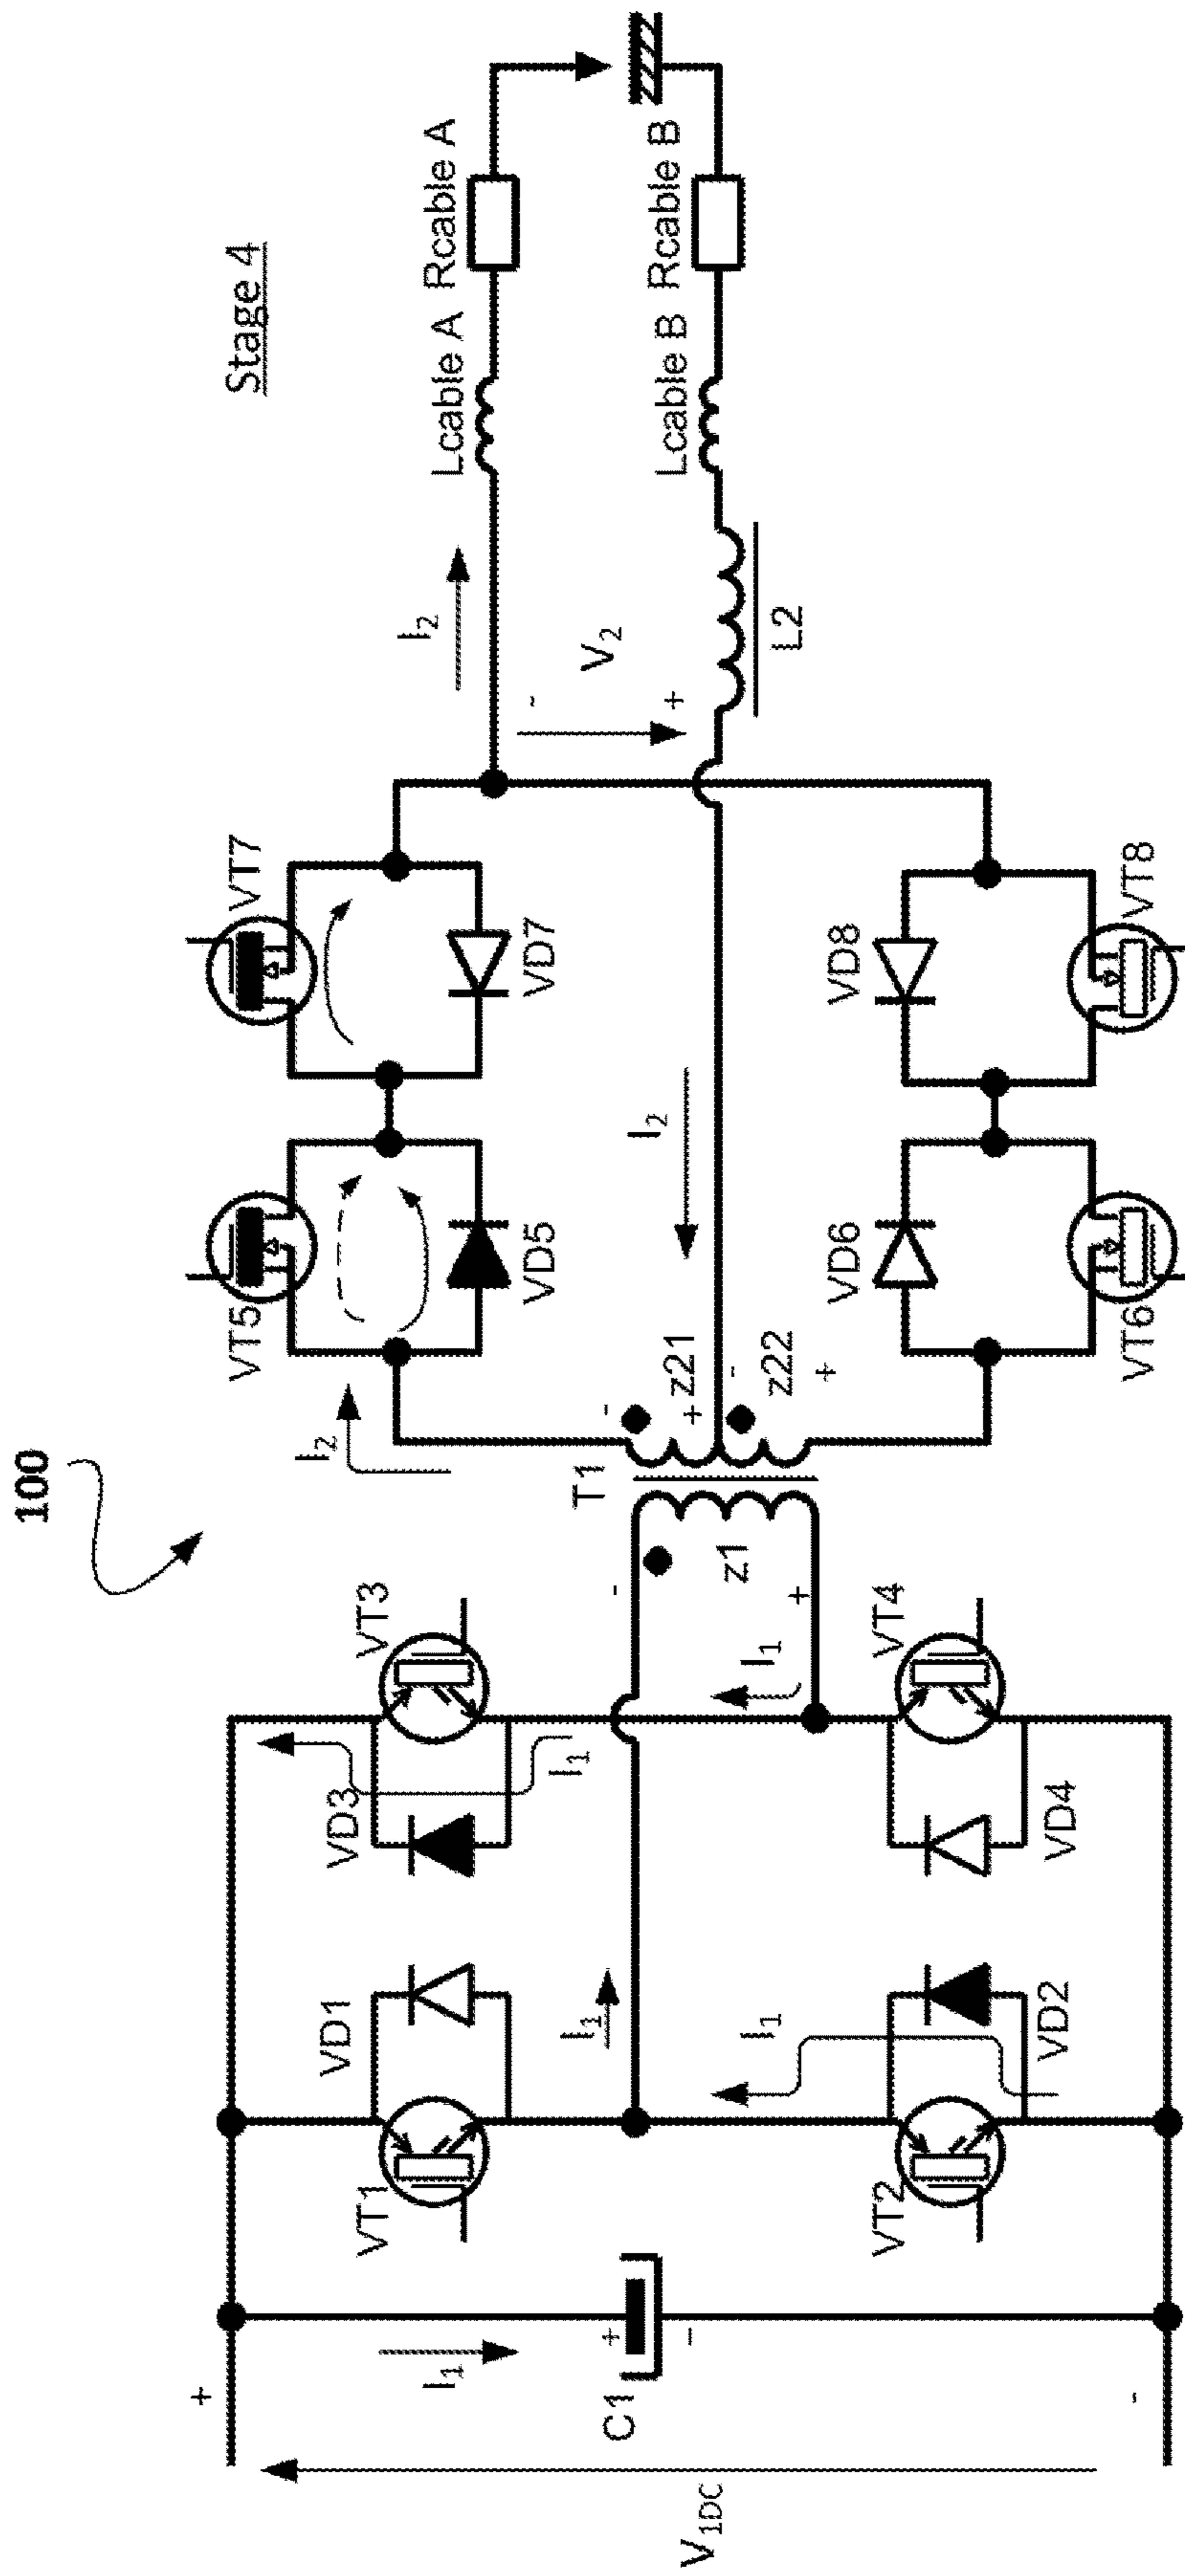 100
Stage 4
V1DC
+
-
I1
C1
+
-
VT1
VD1
VD3
I1
VT3
I1
I1
VT2
I1
VD2
VD4
VT4
-
z1
+
T1
I2
-
+ z21
-
z22
+
VT5
VD5
VT7
VD7
I2
VD6
VT6
VD8
VT8
I2
-
V2
+
L2
Lcable A
Rcable A
Lcable B
Rcable B